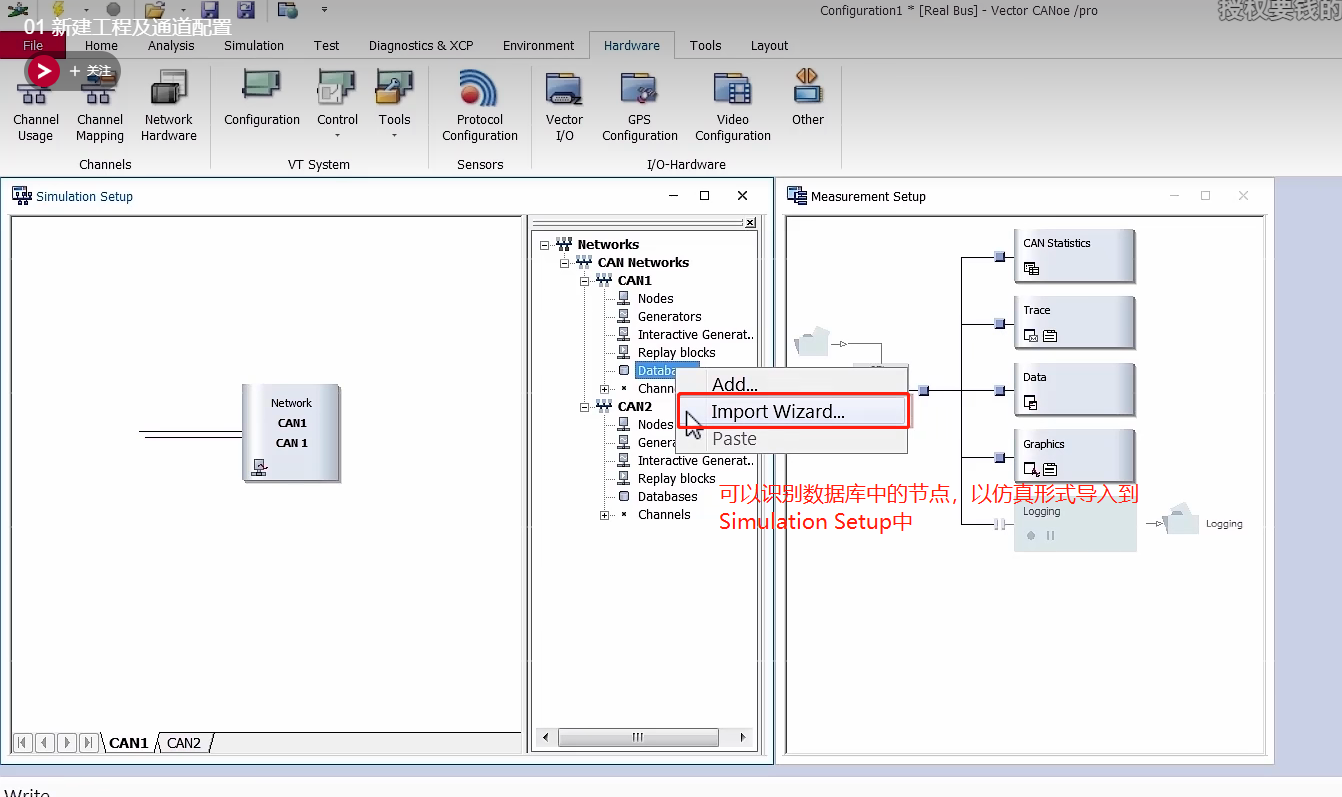 Configuration1 * [Real Bus] - Vector CANoe /pro
授权要钱的
01 新建工程及通道配置
File Home Analysis Simulation Test Diagnostics & XCP Environment Hardware Tools Layout
+ 关注
Channel Usage
Channel Mapping
Network Hardware
Configuration
Control
Tools
Protocol Configuration
Vector I/O
GPS Configuration
Video Configuration
Other
Channels
VT System
Sensors
I/O-Hardware
Simulation Setup
Network
CAN1
CAN 1
Networks
CAN Networks
CAN1
Nodes
Generators
Interactive Generat..
Replay blocks
Databa
Chann
CAN2
Nodes
Genera
Interactive Generat..
Replay blocks
Databases
Channels
Add...
Import Wizard...
Paste
可以识别数据库中的节点，以仿真形式导入到
Simulation Setup中
CAN1 CAN2
Measurement Setup
CAN Statistics
Trace
Data
Graphics
Logging
Logging
Write